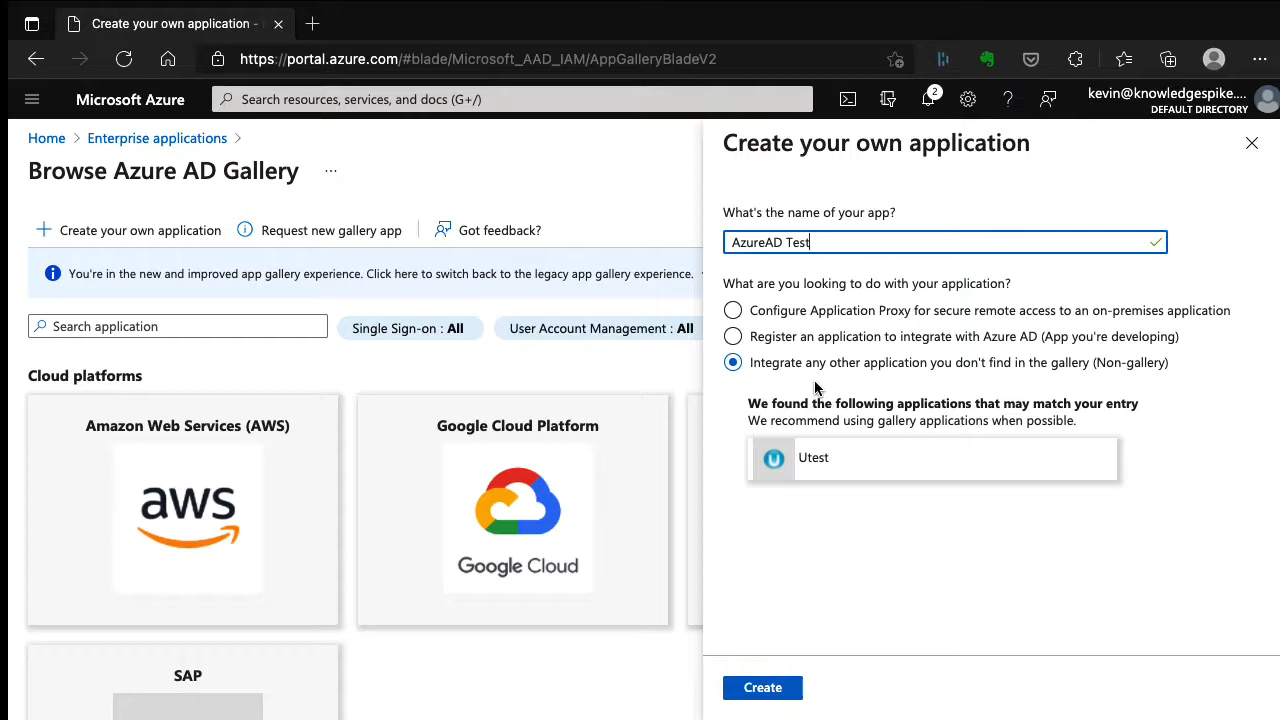 Create your own application -
https://portal.azure.com/#blade/Microsoft_AAD_IAM/AppGalleryBladeV2
Microsoft Azure
Search resources, services, and docs (G+/)
2
kevin@knowledgespike....
DEFAULT DIRECTORY
Home > Enterprise applications >
Browse Azure AD Gallery ...
Create your own application
Request new gallery app
Got feedback?
You're in the new and improved app gallery experience. Click here to switch back to the legacy app gallery experience.
Search application
Single Sign-on : All
User Account Management : All
Cloud platforms
Amazon Web Services (AWS)
aws
Google Cloud Platform
Google Cloud
SAP
Create your own application
What's the name of your app?
AzureAD Test
What are you looking to do with your application?
Configure Application Proxy for secure remote access to an on-premises application
Register an application to integrate with Azure AD (App you're developing)
Integrate any other application you don't find in the gallery (Non-gallery)
We found the following applications that may match your entry
We recommend using gallery applications when possible.
U
Utest
Create